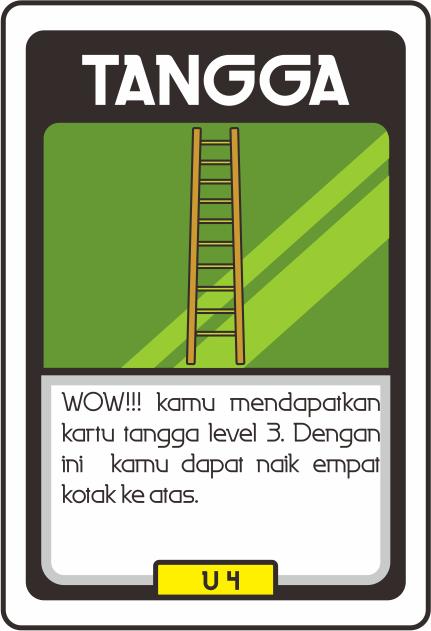 TANGGA
WOW!!! kamu mendapatkan
kartu tangga level 3. Dengan
ini kamu dapat naik empat
kotak ke atas.
U 4